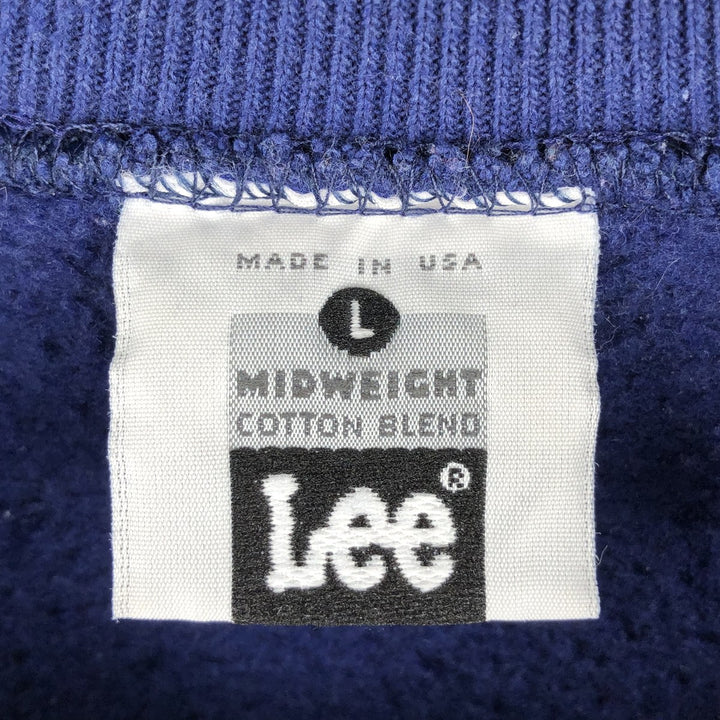 MADE IN USA
L
MIDWEIGHT
COTTON BLEND
Lee®